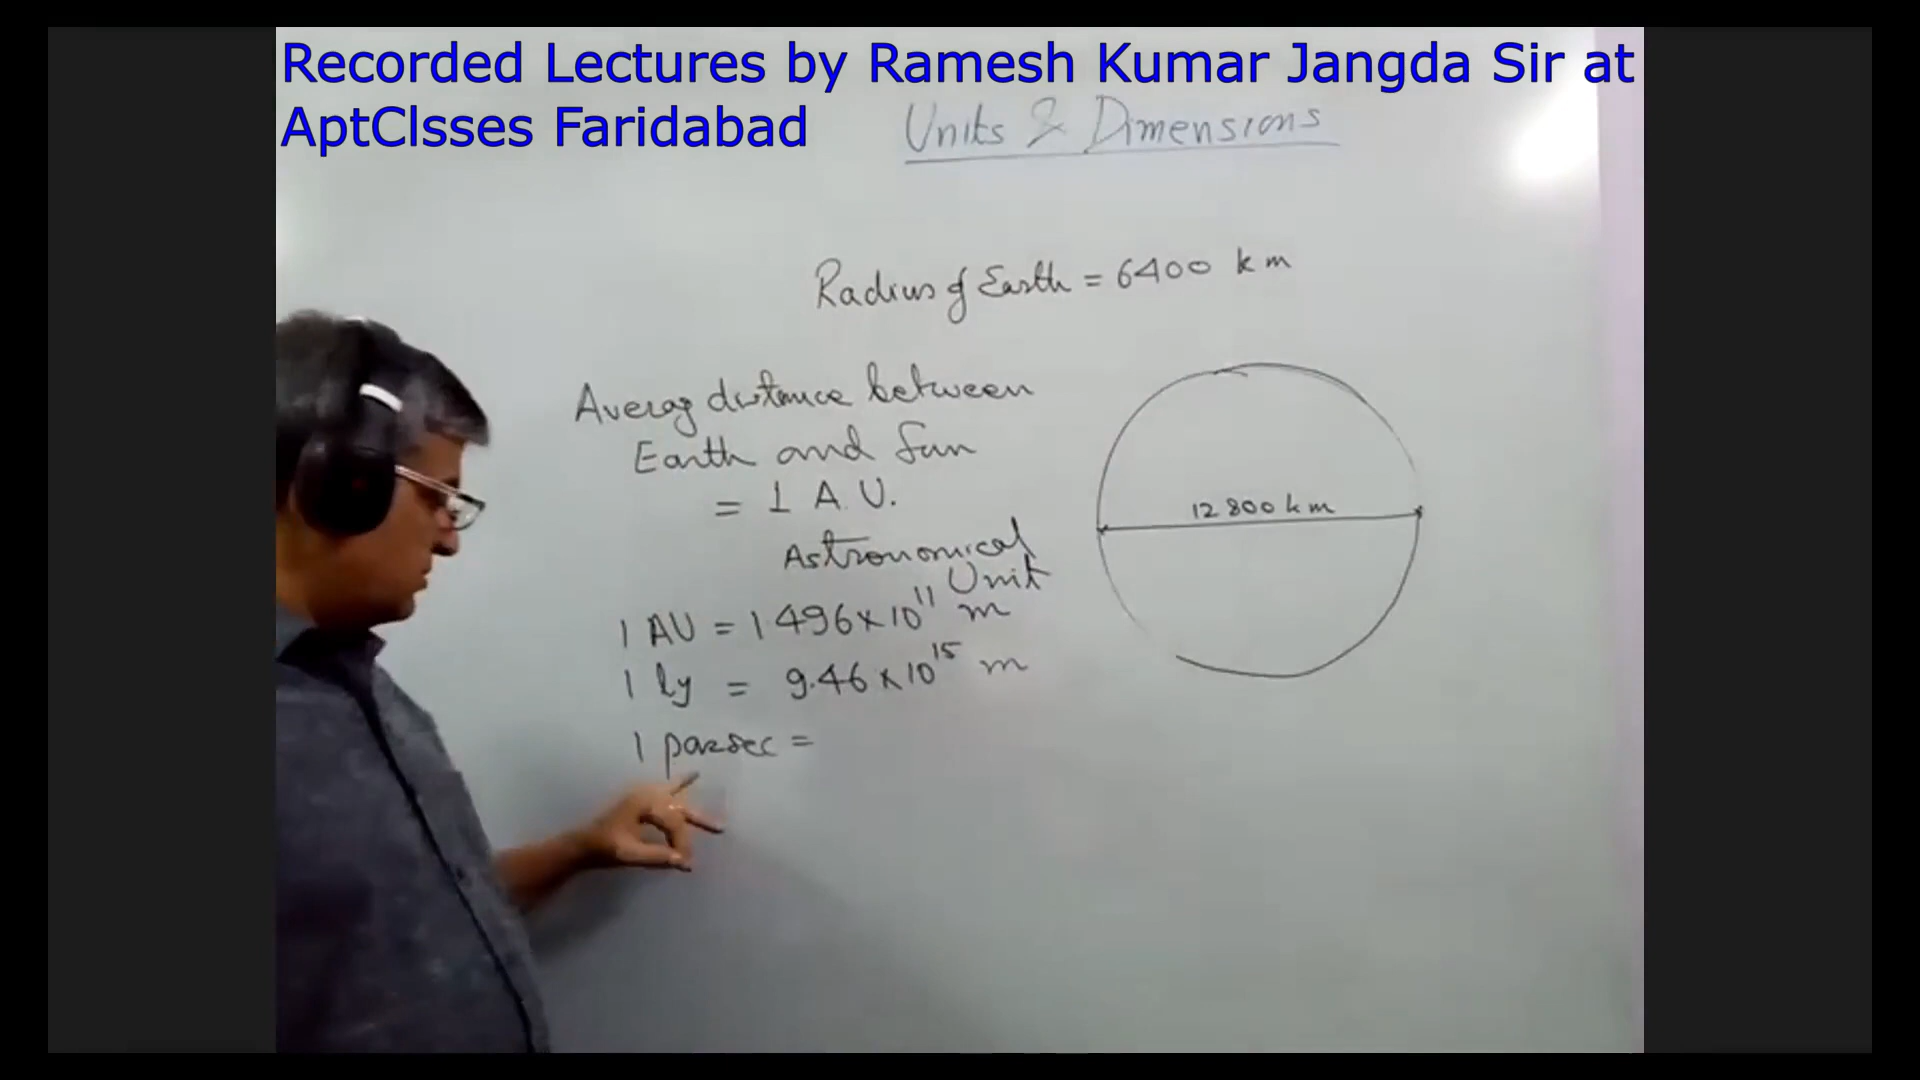 Recorded Lectures by Ramesh Kumar Jangda Sir at
AptClsses Faridabad
Units & Dimensions
Radius of Earth = 6400 km
Averag distance between
Earth and Sun
= 1 A.U.
Astronomical
Unit
1 AU = 1.496×10¹¹ m
1 ly = 9.46×10¹⁵ m
1 parsec =
12800 km